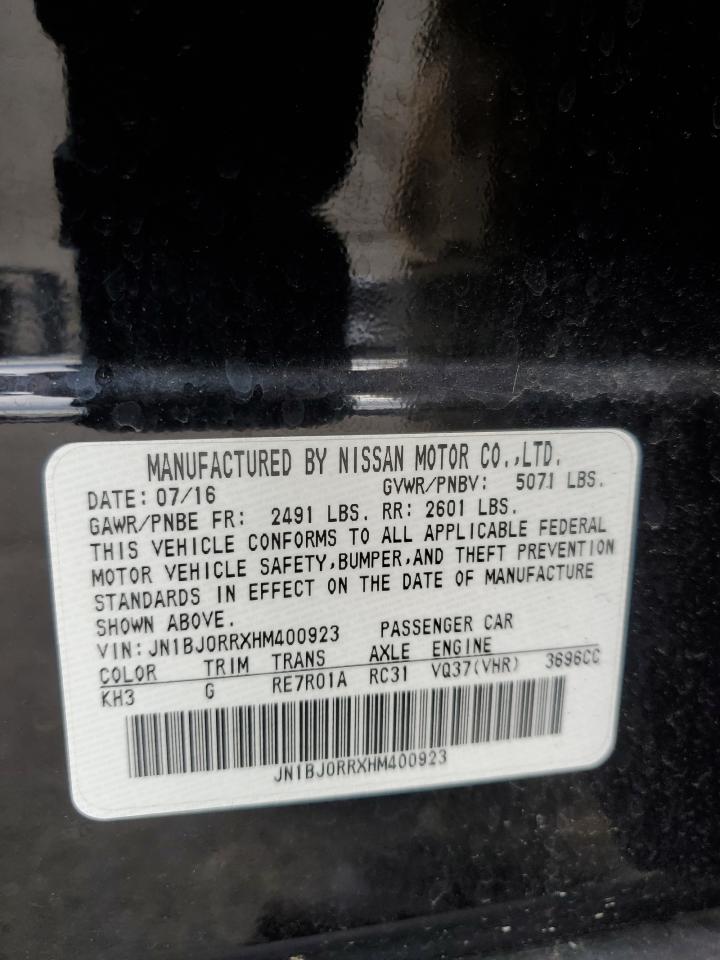 MANUFACTURED BY NISSAN MOTOR CO.,LTD.
DATE: 07/16 GVWR/PNBV: 5071 LBS.
GAWR/PNBE FR: 2491 LBS. RR: 2601 LBS.
THIS VEHICLE CONFORMS TO ALL APPLICABLE FEDERAL
MOTOR VEHICLE SAFETY,BUMPER,AND THEFT PREVENTION
STANDARDS IN EFFECT ON THE DATE OF MANUFACTURE
SHOWN ABOVE.
VIN:JN1BJ0RRXHM400923 PASSENGER CAR
COLOR TRIM TRANS AXLE ENGINE
KH3 G RE7R01A RC31 VQ37(VHR) 3696CC
JN1BJ0RRXHM400923